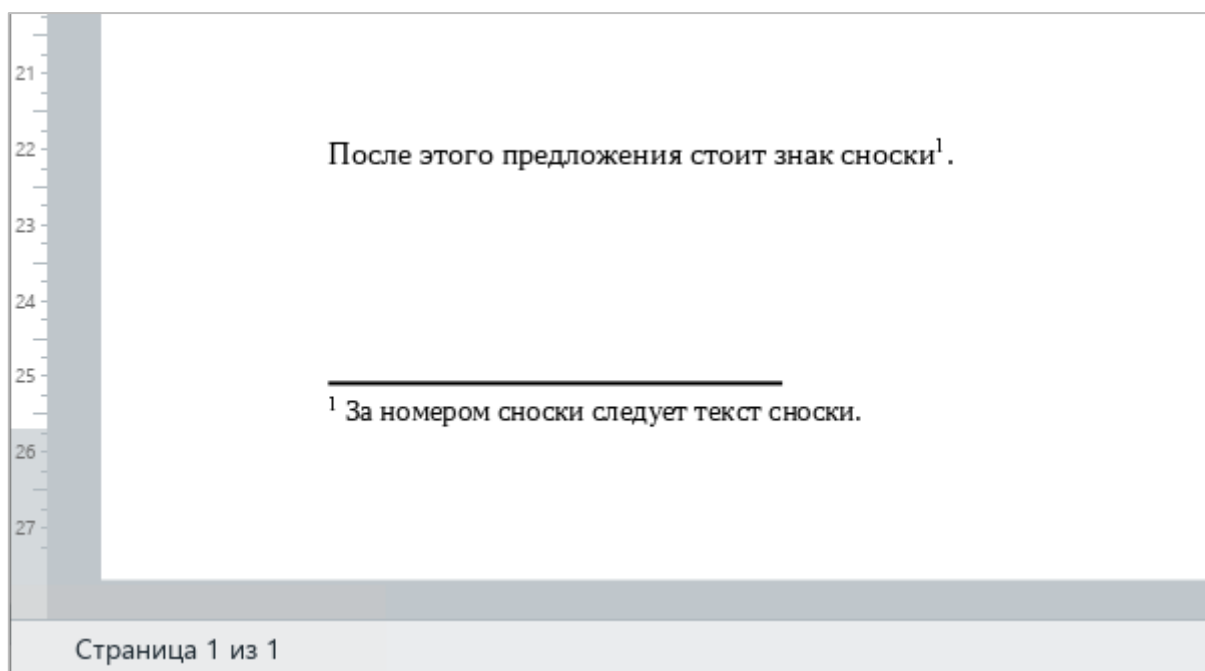 21
22
После этого предложения стоит знак сноски¹.
23
24
25
¹ За номером сноски следует текст сноски.
26
27
Страница 1 из 1